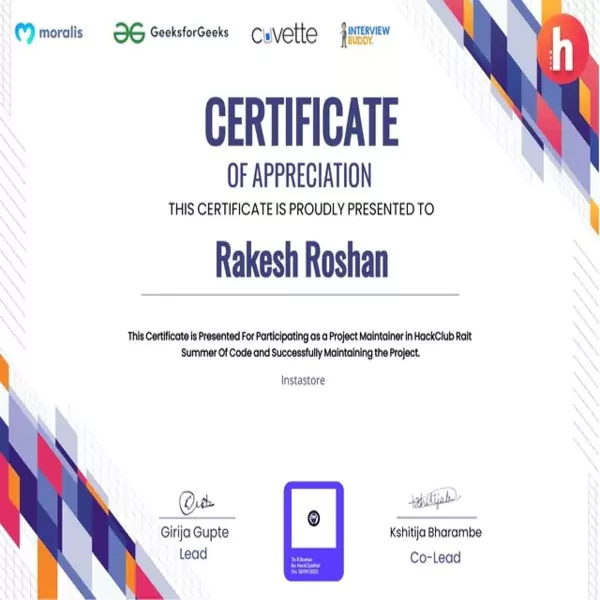 moralis
GeeksforGeeks
cuvette
INTERVIEW
BUDDY
h
CERTIFICATE
OF APPRECIATION
THIS CERTIFICATE IS PROUDLY PRESENTED TO
Rakesh Roshan
This Certificate is Presented For Participating as a Project Maintainer in HackClub Rait
Summer Of Code and Successfully Maintaining the Project.
Instastore
Girija Gupte
Lead
Kshitija Bharambe
Co-Lead